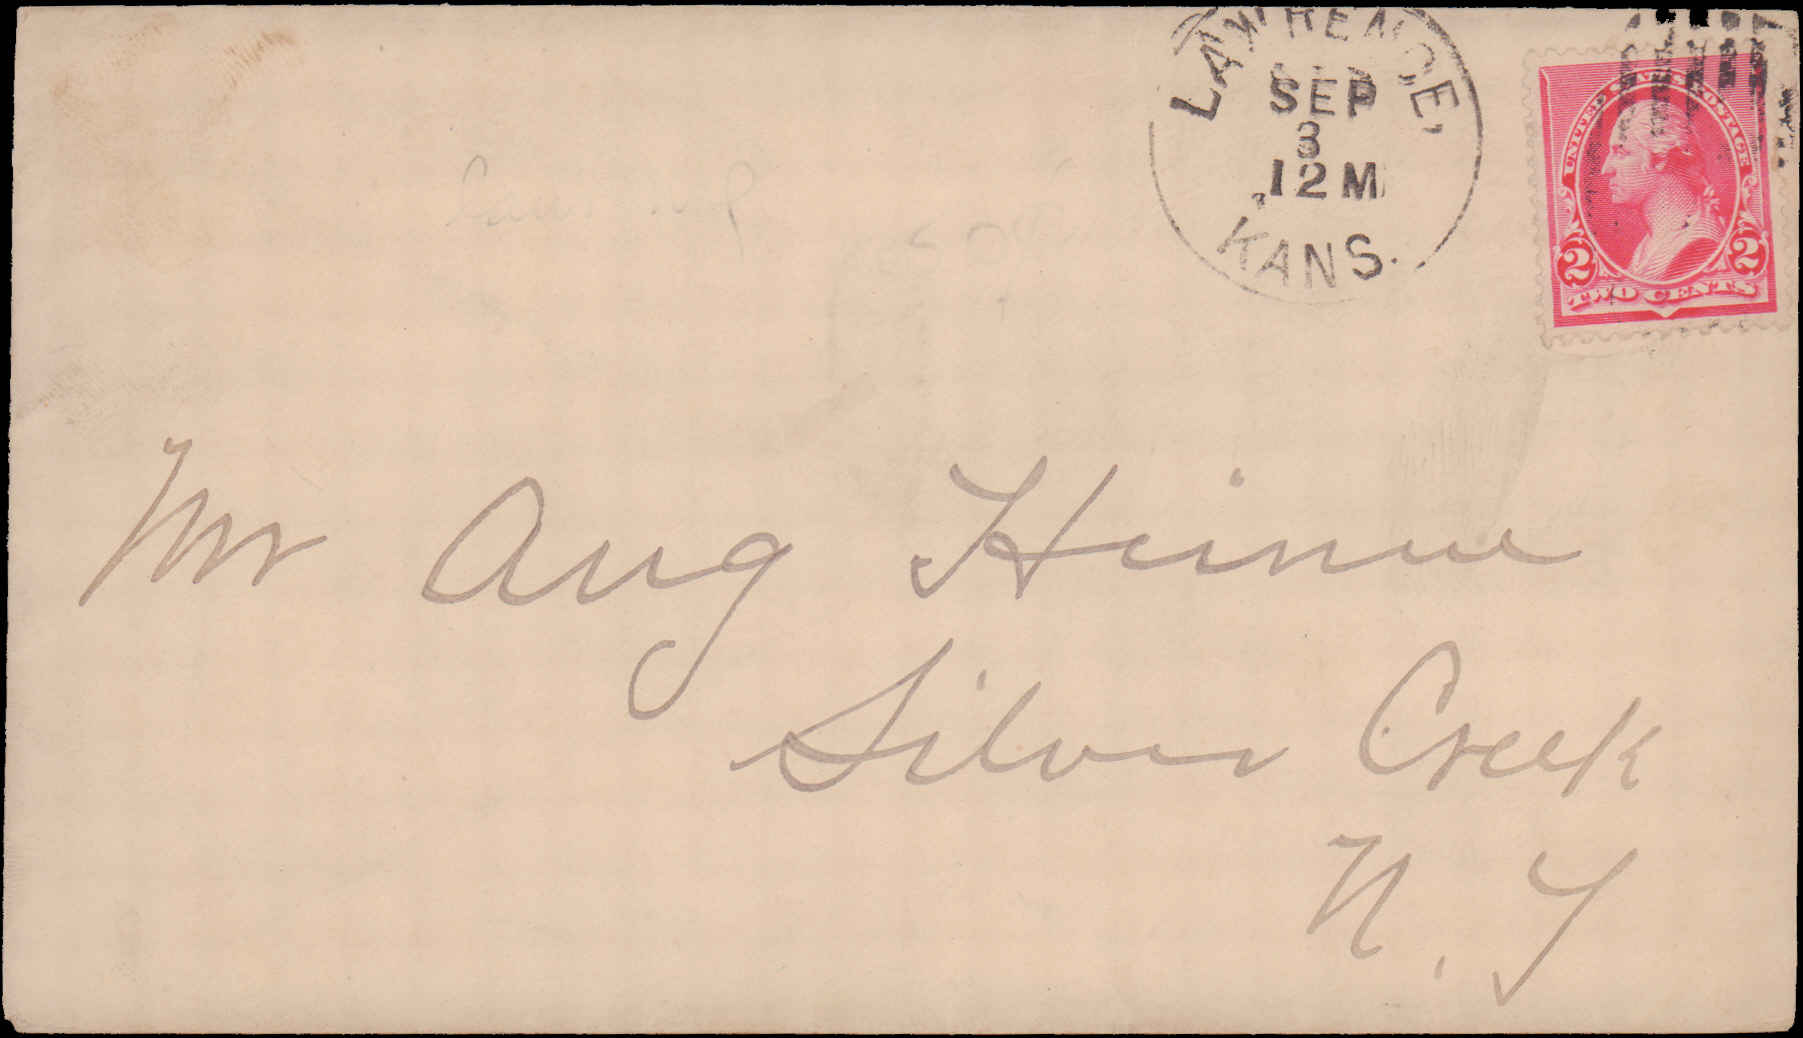 LAWRENCE,
SEP
3
12 M
KANS.
UNITED STATES POSTAGE
2 2
TWO CENTS
Mr Aug Heinne
Silver Creek
N.Y